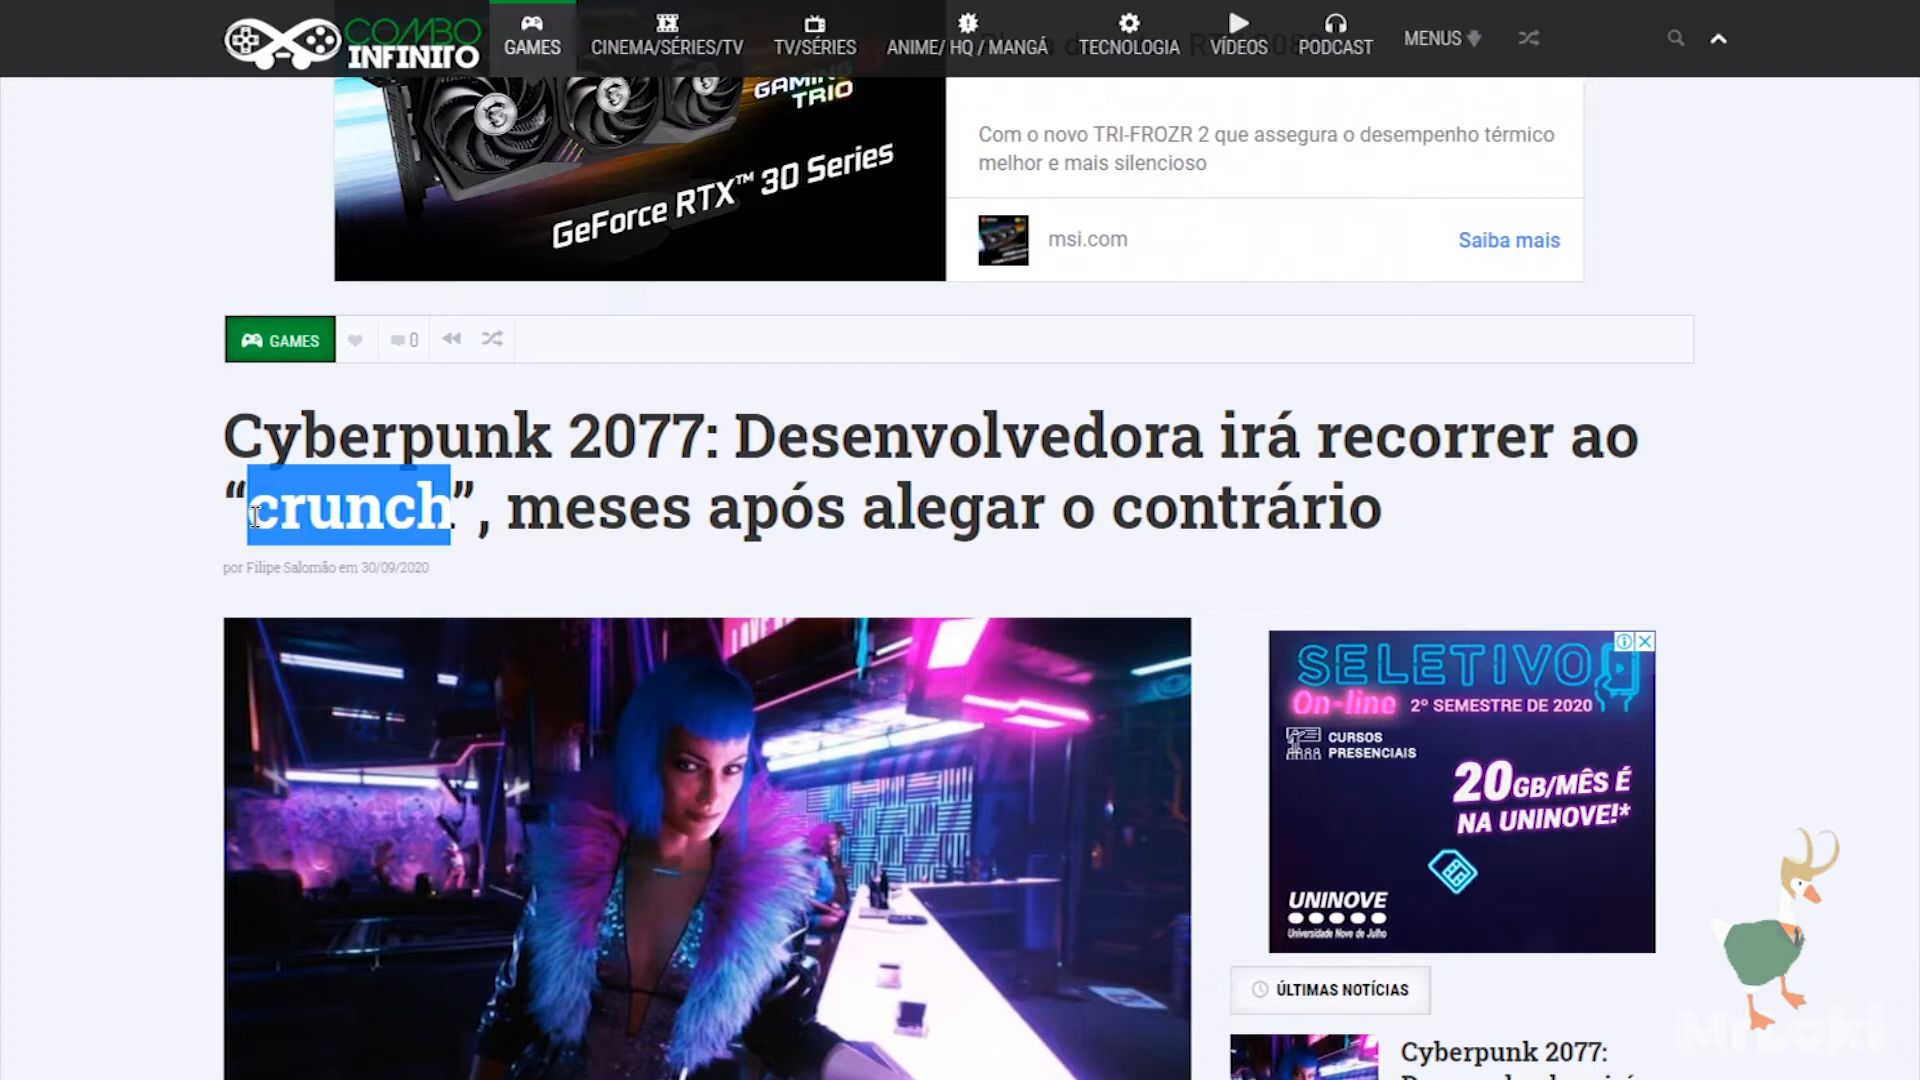 COMBO
INFINITO
GAMES
CINEMA/SÉRIES/TV
TV/SÉRIES
ANIME/ HQ / MANGÁ
TECNOLOGIA
VÍDEOS
PODCAST
MENUS
GAMING
TRIO
GeForce RTX™ 30 Series
Com o novo TRI-FROZR 2 que assegura o desempenho térmico
melhor e mais silencioso
msi.com
Saiba mais
GAMES
0
Cyberpunk 2077: Desenvolvedora irá recorrer ao
“crunch”, meses após alegar o contrário
por Filipe Salomão em 30/09/2020
SELETIVO
On-line 2º SEMESTRE DE 2020
CURSOS
PRESENCIAIS
20GB/MÊS É
NA UNINOVE!*
UNINOVE
Universidade Nove de Julho
ÚLTIMAS NOTÍCIAS
Cyberpunk 2077:
MrLoki